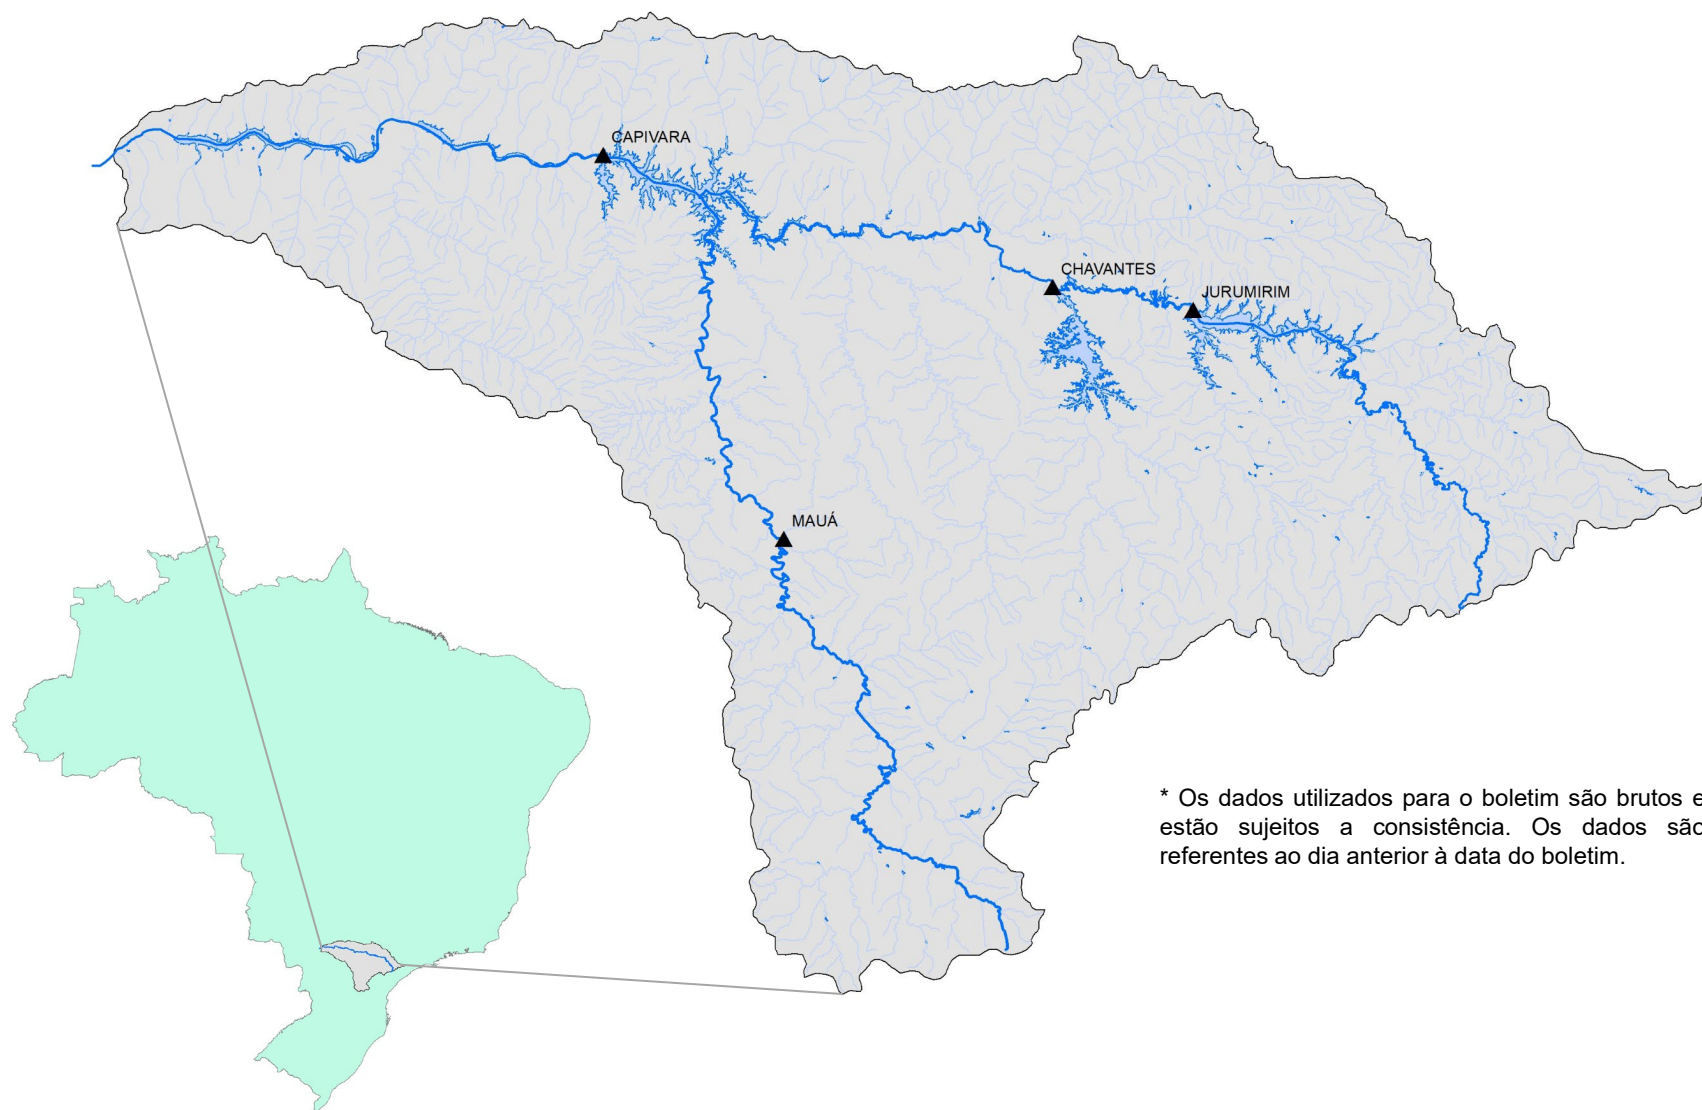 CAPIVARA
CHAVANTES
JURUMIRIM
MAUÁ
* Os dados utilizados para o boletim são brutos e
estão sujeitos a consistência. Os dados são
referentes ao dia anterior à data do boletim.